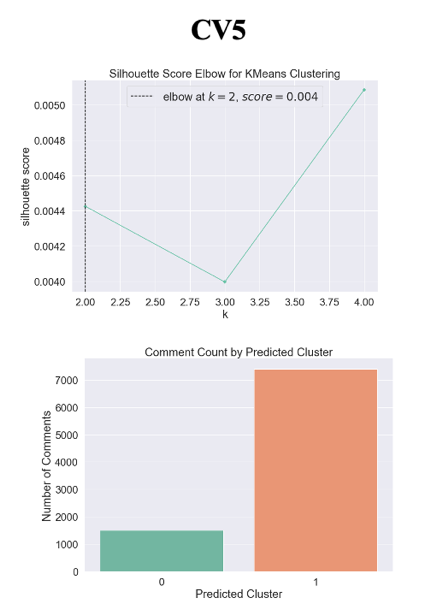 CV5
Silhouette Score Elbow for KMeans Clustering
elbow at k = 2, score = 0.004
silhouette score
0.0050
0.0048
0.0046
0.0044
0.0042
0.0040
2.00 2.25 2.50 2.75 3.00 3.25 3.50 3.75 4.00
k
Comment Count by Predicted Cluster
Number of Comments
7000
6000
5000
4000
3000
2000
1000
0
0 1
Predicted Cluster